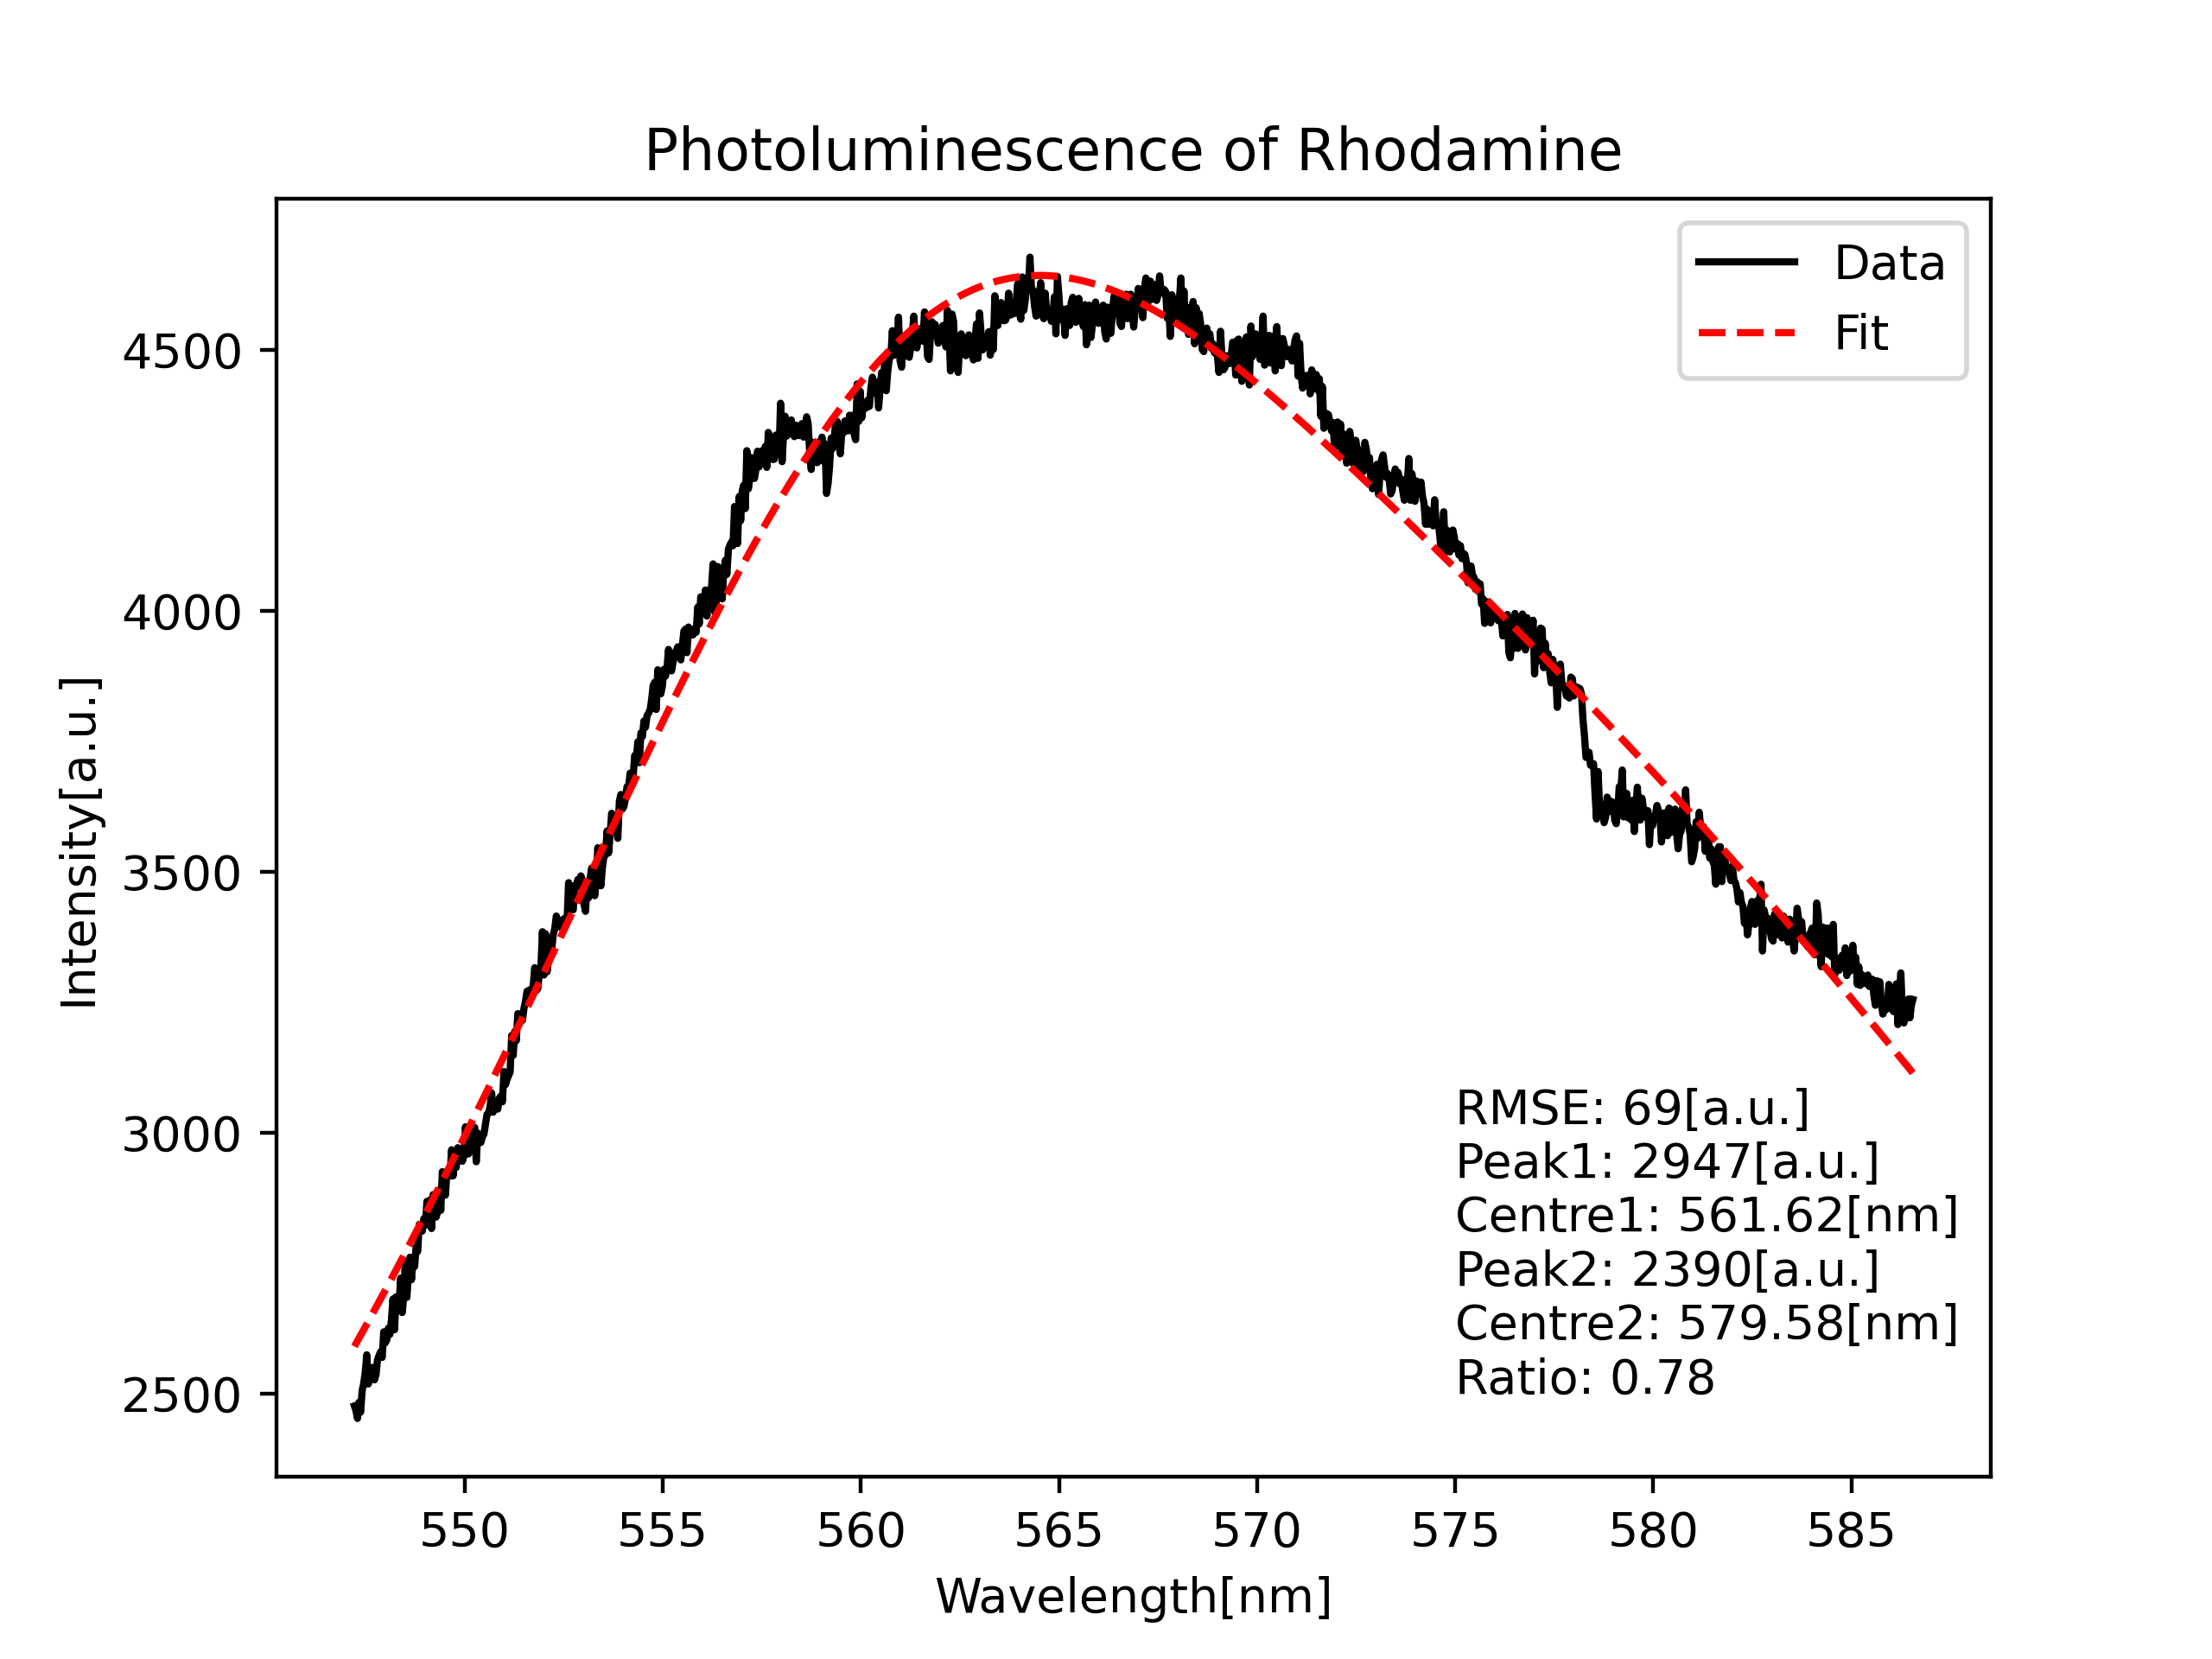 Photoluminescence of Rhodamine
Data
Fit
4500
4000
3500
3000
2500
Intensity[a.u.]
RMSE: 69[a.u.]
Peak1: 2947[a.u.]
Centre1: 561.62[nm]
Peak2: 2390[a.u.]
Centre2: 579.58[nm]
Ratio: 0.78
550 555 560 565 570 575 580 585
Wavelength[nm]